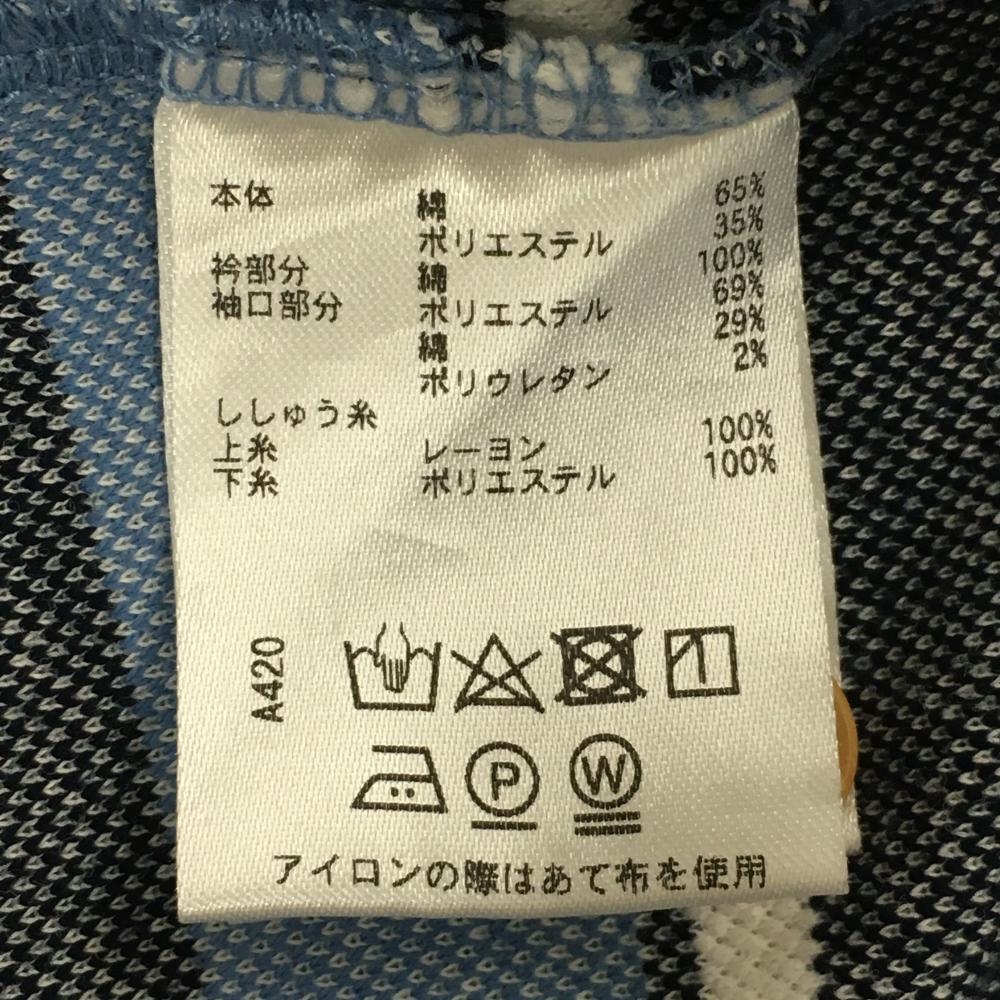 本体 綿 65%
ポリエステル 35%
衿部分 綿 100%
袖口部分 ポリエステル 69%
綿 29%
ポリウレタン 2%
ししゅう糸
上糸 レーヨン 100%
下糸 ポリエステル 100%
A420
P W
アイロンの際はあて布を使用